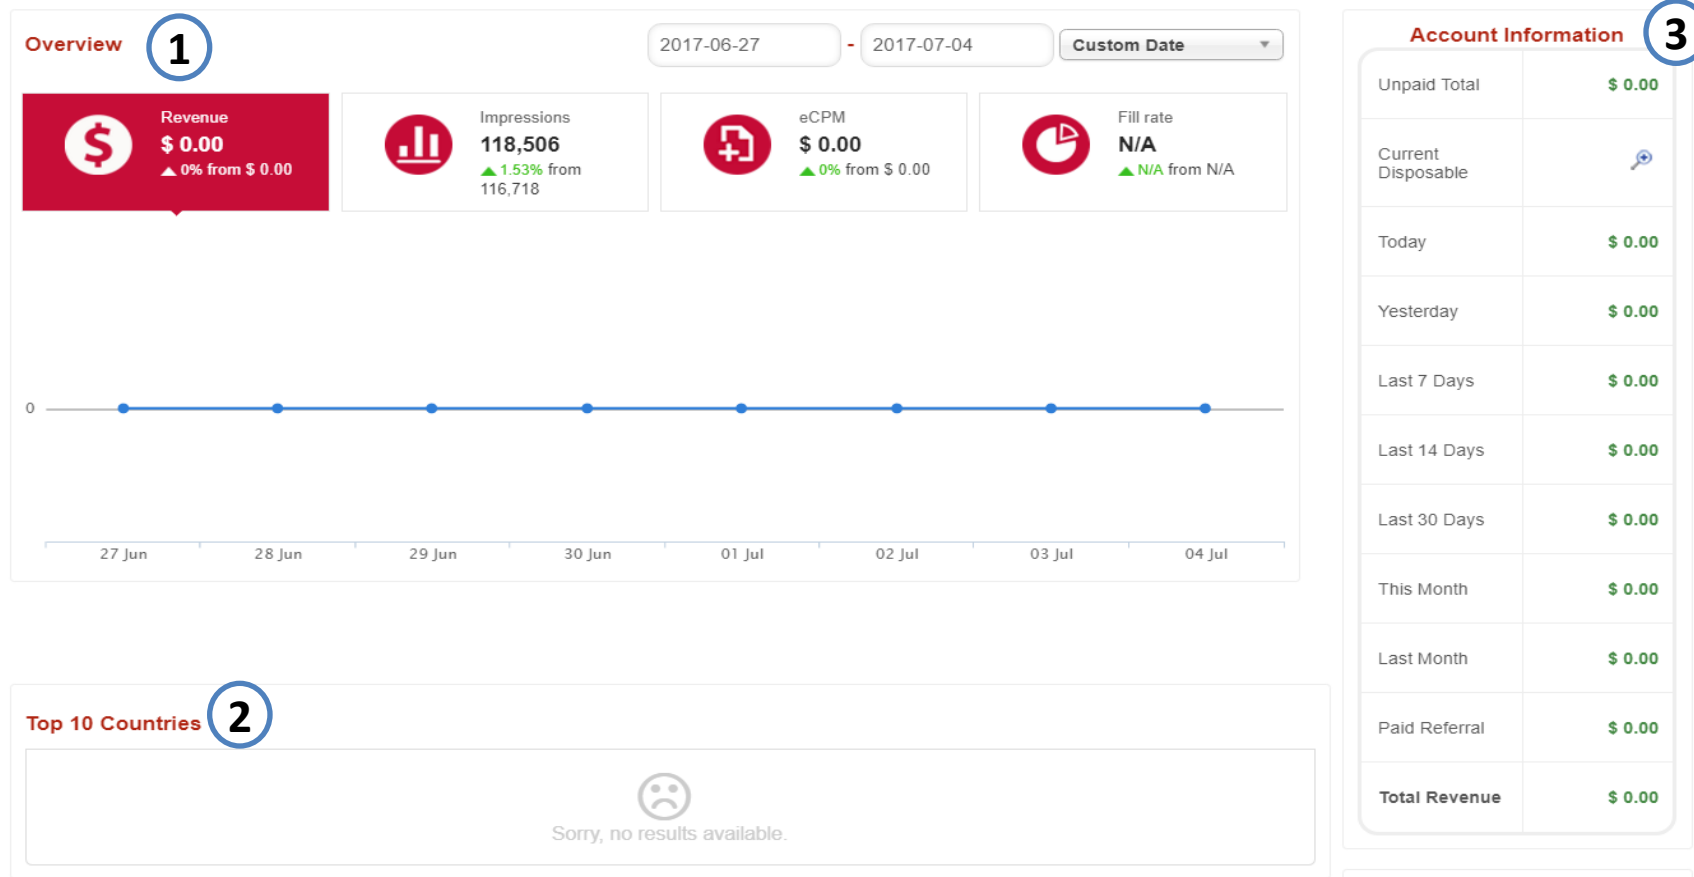 Overview
1
2017-06-27 - 2017-07-04 Custom Date
Revenue
$ 0.00
0% from $ 0.00
Impressions
118,506
1.53% from
116,718
eCPM
$ 0.00
0% from $ 0.00
Fill rate
N/A
N/A from N/A
0
27 Jun 28 Jun 29 Jun 30 Jun 01 Jul 02 Jul 03 Jul 04 Jul
Top 10 Countries
2
Sorry, no results available.
Account Information
3
Unpaid Total $ 0.00
Current
Disposable
Today $ 0.00
Yesterday $ 0.00
Last 7 Days $ 0.00
Last 14 Days $ 0.00
Last 30 Days $ 0.00
This Month $ 0.00
Last Month $ 0.00
Paid Referral $ 0.00
Total Revenue $ 0.00